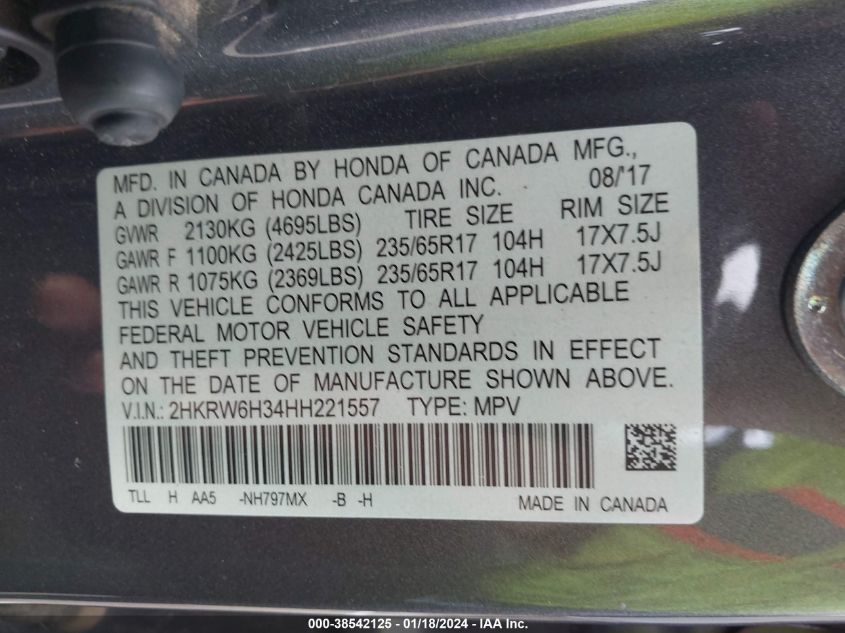 MFD. IN CANADA BY HONDA OF CANADA MFG.,
A DIVISION OF HONDA CANADA INC. 08/'17
GVWR 2130KG (4695LBS) TIRE SIZE RIM SIZE
GAWR F 1100KG (2425LBS) 235/65R17 104H 17X7.5J
GAWR R 1075KG (2369LBS) 235/65R17 104H 17X7.5J
THIS VEHICLE CONFORMS TO ALL APPLICABLE
FEDERAL MOTOR VEHICLE SAFETY
AND THEFT PREVENTION STANDARDS IN EFFECT
ON THE DATE OF MANUFACTURE SHOWN ABOVE.
V.I.N.: 2HKRW6H34HH221557 TYPE: MPV
TLL H AA5 -NH797MX -B -H MADE IN CANADA
000-38542125 - 01/18/2024 - IAA Inc.